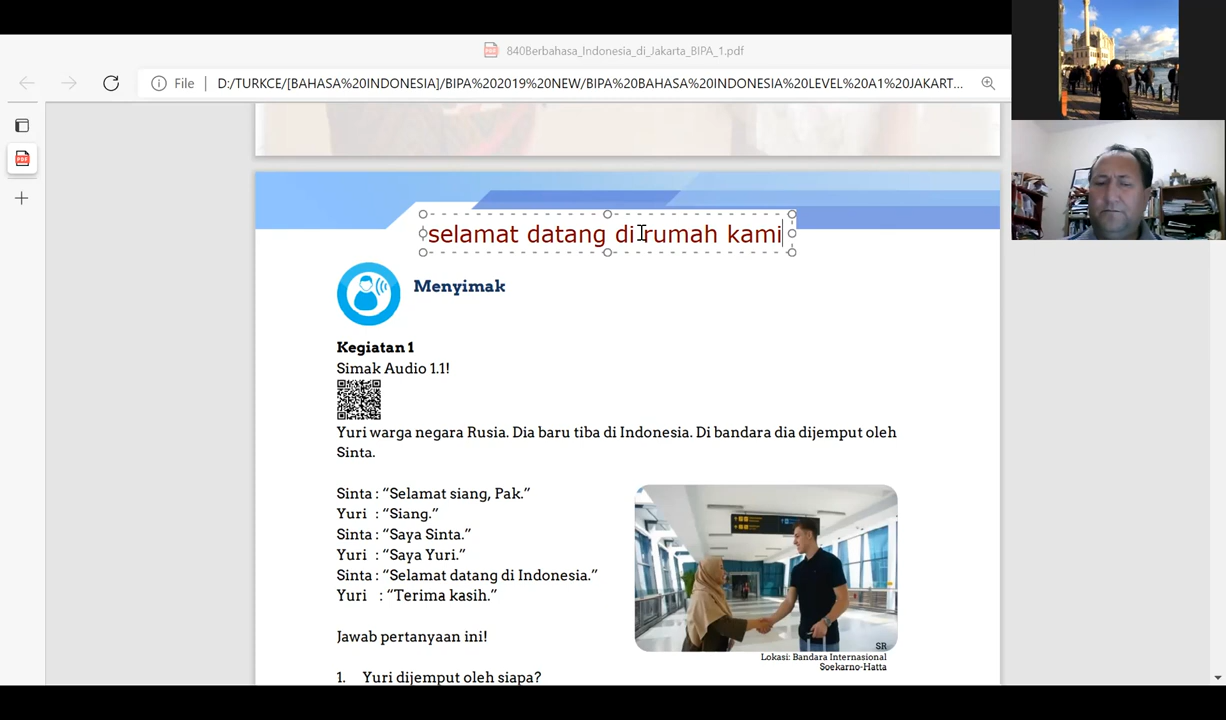 840Berbahasa_Indonesia_di_Jakarta_BIPA_1.pdf
File
D:/TURKCE/[BAHASA%20INDONESIA]/BIPA%202019%20NEW/BIPA%20BAHASA%20INDONESIA%20LEVEL%20A1%20JAKART...
PDF
selamat datang di rumah kami
Menyimak
Kegiatan 1
Simak Audio 1.1!
Yuri warga negara Rusia. Dia baru tiba di Indonesia. Di bandara dia dijemput oleh
Sinta.
Sinta : “Selamat siang, Pak.”
Yuri : “Siang.”
Sinta : “Saya Sinta.”
Yuri : “Saya Yuri.”
Sinta : “Selamat datang di Indonesia.”
Yuri : “Terima kasih.”
SR
Lokasi: Bandara Internasional
Soekarno-Hatta
Jawab pertanyaan ini!
1. Yuri dijemput oleh siapa?